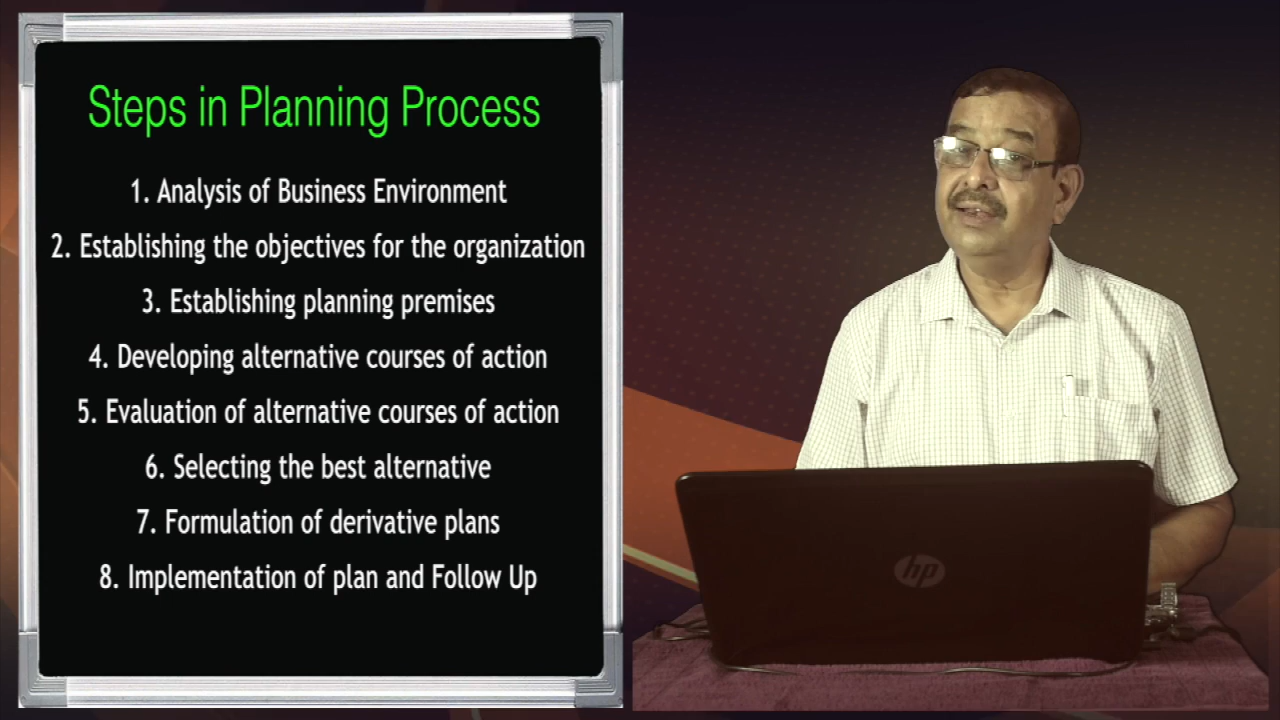 Steps in Planning Process
1. Analysis of Business Environment
2. Establishing the objectives for the organization
3. Establishing planning premises
4. Developing alternative courses of action
5. Evaluation of alternative courses of action
6. Selecting the best alternative
7. Formulation of derivative plans
8. Implementation of plan and Follow Up
hp